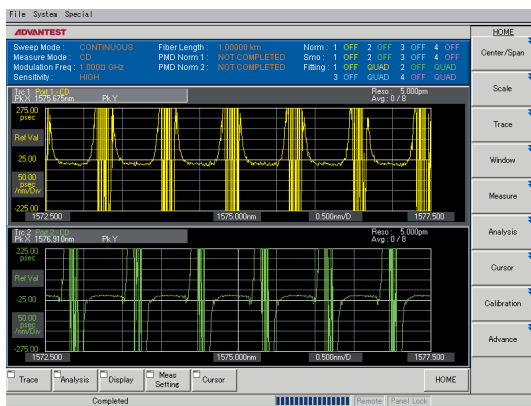 File System Special
ADVANTEST
HOME
Sweep Mode : CONTINUOUS Fiber Length : 1.00000 km Norm : 1 OFF 2 OFF 3 OFF 4 OFF
Measure Mode : CD PMD Norm 1 : NOT COMPLETED Smo : 1 OFF 2 OFF 3 OFF 4 OFF
Modulation Freq : 1.000G GHz PMD Norm 2 : NOT COMPLETED Fitting : 1 OFF QUAD 2 OFF QUAD
Sensitivity : HIGH 3 OFF QUAD 4 OFF QUAD
Center/Span
Scale
Trace
Window
Measure
Analysis
Cursor
Calibration
Advance
Trc 1 Port 1-CD Reso : 5.000pm
Pk X 1575.675nm Pk Y Avg : 0 / 8
275.00
psec
Ref Val
25.00
50.00
psec
/nm/Div
-225.00
1572.500 1575.000nm 0.500nm/D 1577.500
Trc 2 Port 2-CD Reso : 5.000pm
Pk X 1576.910nm Pk Y Avg : 0 / 8
225.00
psec
Ref Val
-25.00
50.00
psec
/nm/Div
-275.00
1572.500 1575.000nm 0.500nm/D 1577.500
Trace Analysis Display Meas Setting Cursor HOME
Completed Remote Panel Lock